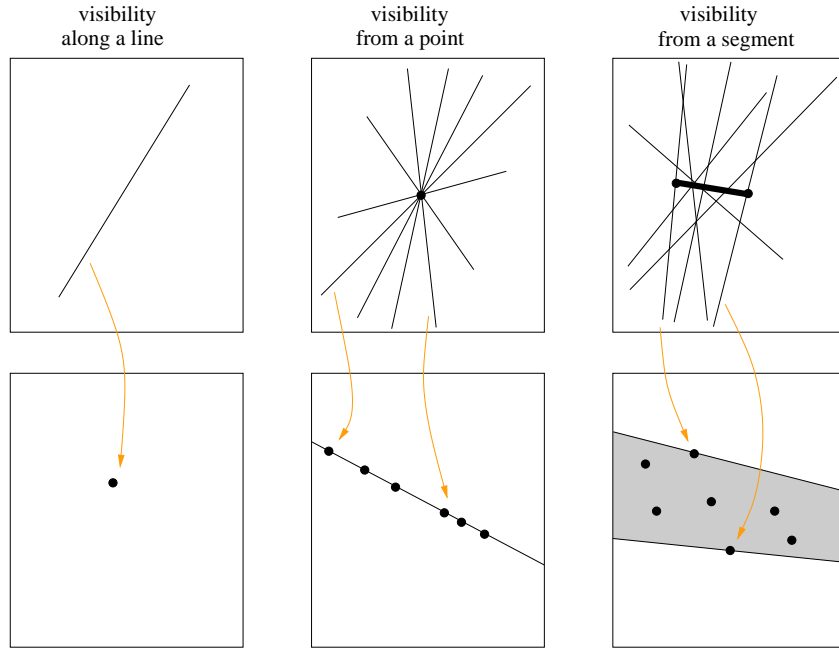 visibility
along a line
visibility
from a point
visibility
from a segment